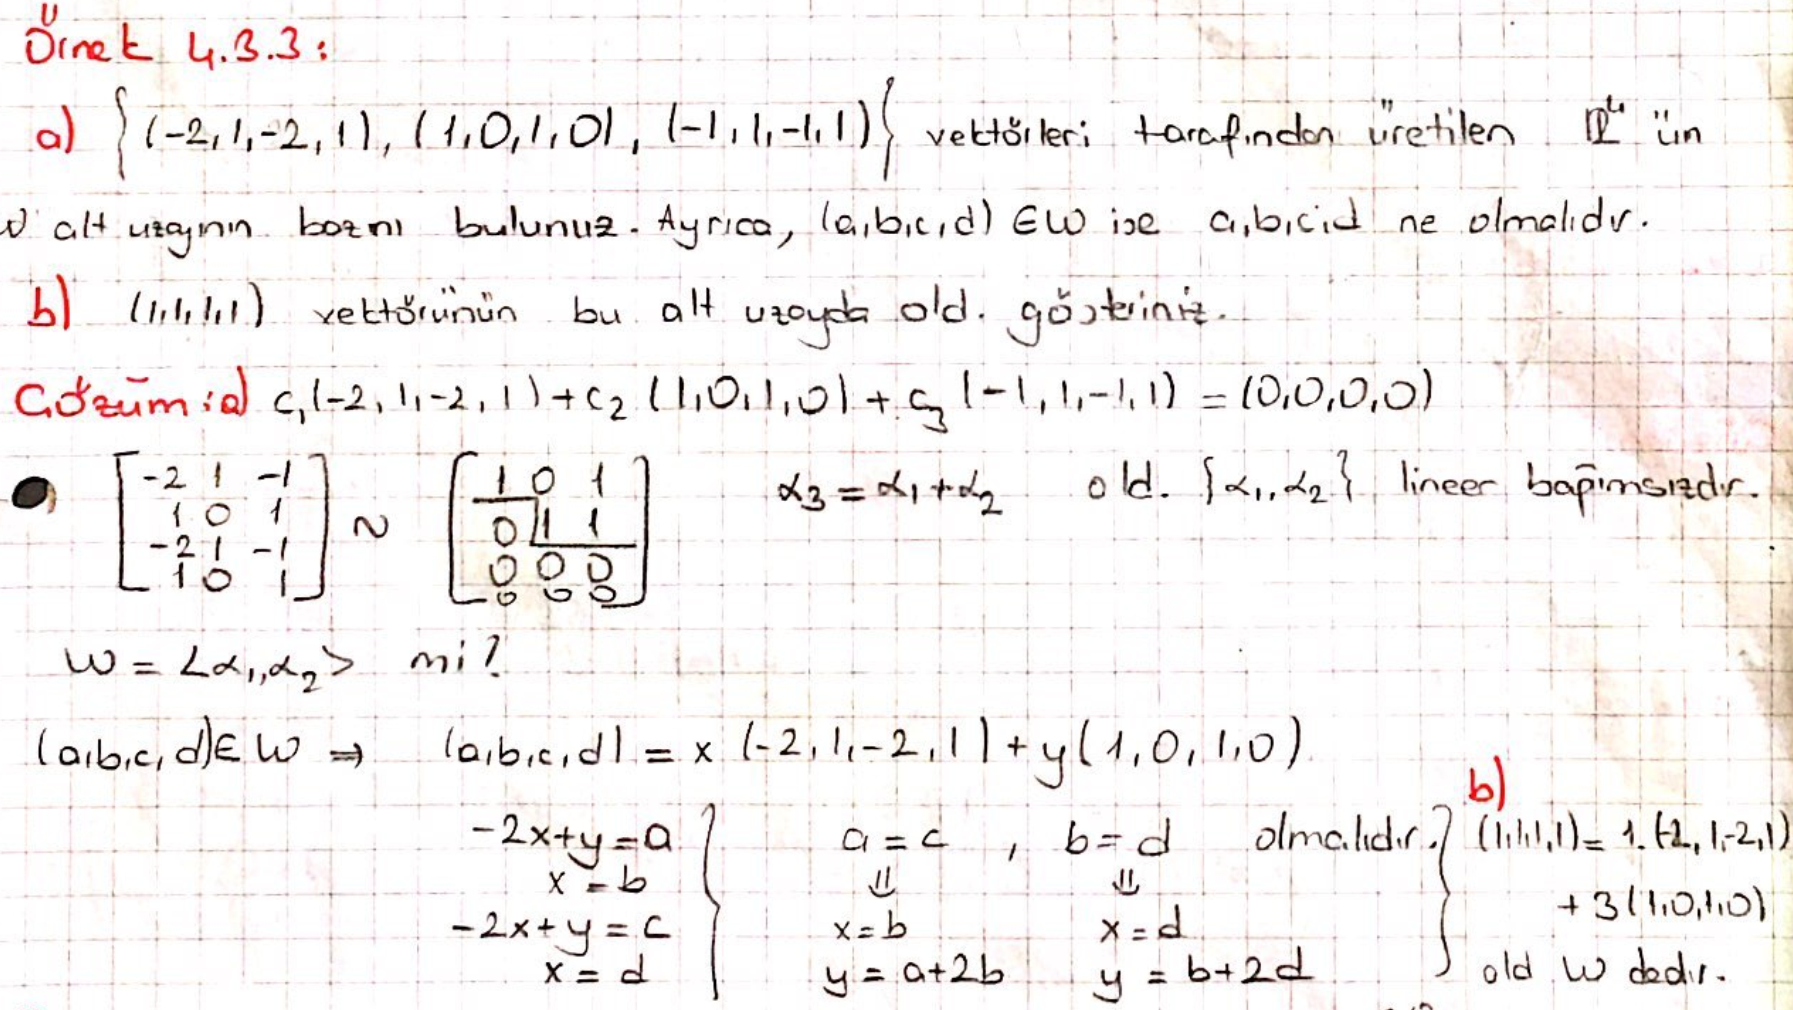 Örnek 4.3.3:
a) {(-2,1,-2,1), (1,0,1,0), (-1,1,-1,1)} vektörleri tarafından üretilen ℝ⁴ ün
W alt uzayının bazını bulunuz. Ayrıca, (a,b,c,d) ∈ W ise a,b,c,d ne olmalıdır.
b) (1,1,1,1) vektörünün bu alt uzayda old. gösteriniz.
Çözüm: a) c₁(-2,1,-2,1) + c₂(1,0,1,0) + c₃(-1,1,-1,1) = (0,0,0,0)
[-2 1 -1 ; 1 0 1 ; -2 1 -1 ; 1 0 1] ~ [1 0 1 ; 0 1 1 ; 0 0 0 ; 0 0 0] α₃ = α₁ + α₂ old. {α₁,α₂} lineer bağımsızdır.
W = <α₁,α₂> mi?
(a,b,c,d) ∈ W ⇒ (a,b,c,d) = x(-2,1,-2,1) + y(1,0,1,0)
-2x+y=a
x=b
-2x+y=c
x=d
a=c , b=d olmalıdır.
⇓ ⇓
x=b x=d
y=a+2b y=b+2d
b)
(1,1,1,1) = 1.(-2,1,-2,1)
+3(1,0,1,0)
old W dedir.